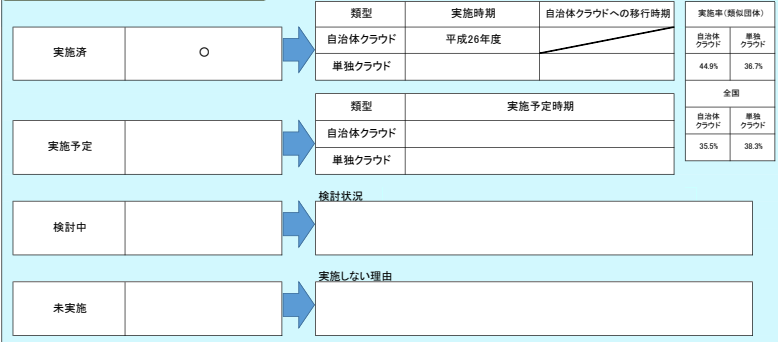 類型 実施時期 自治体クラウドへの移行時期
実施済 ○ 自治体クラウド 平成26年度
単独クラウド
実施率(類似団体)
自治体クラウド 単独クラウド
44.9% 36.7%
全国
自治体クラウド 単独クラウド
35.5% 38.3%
類型 実施予定時期
実施予定 自治体クラウド
単独クラウド
検討状況
検討中
実施しない理由
未実施